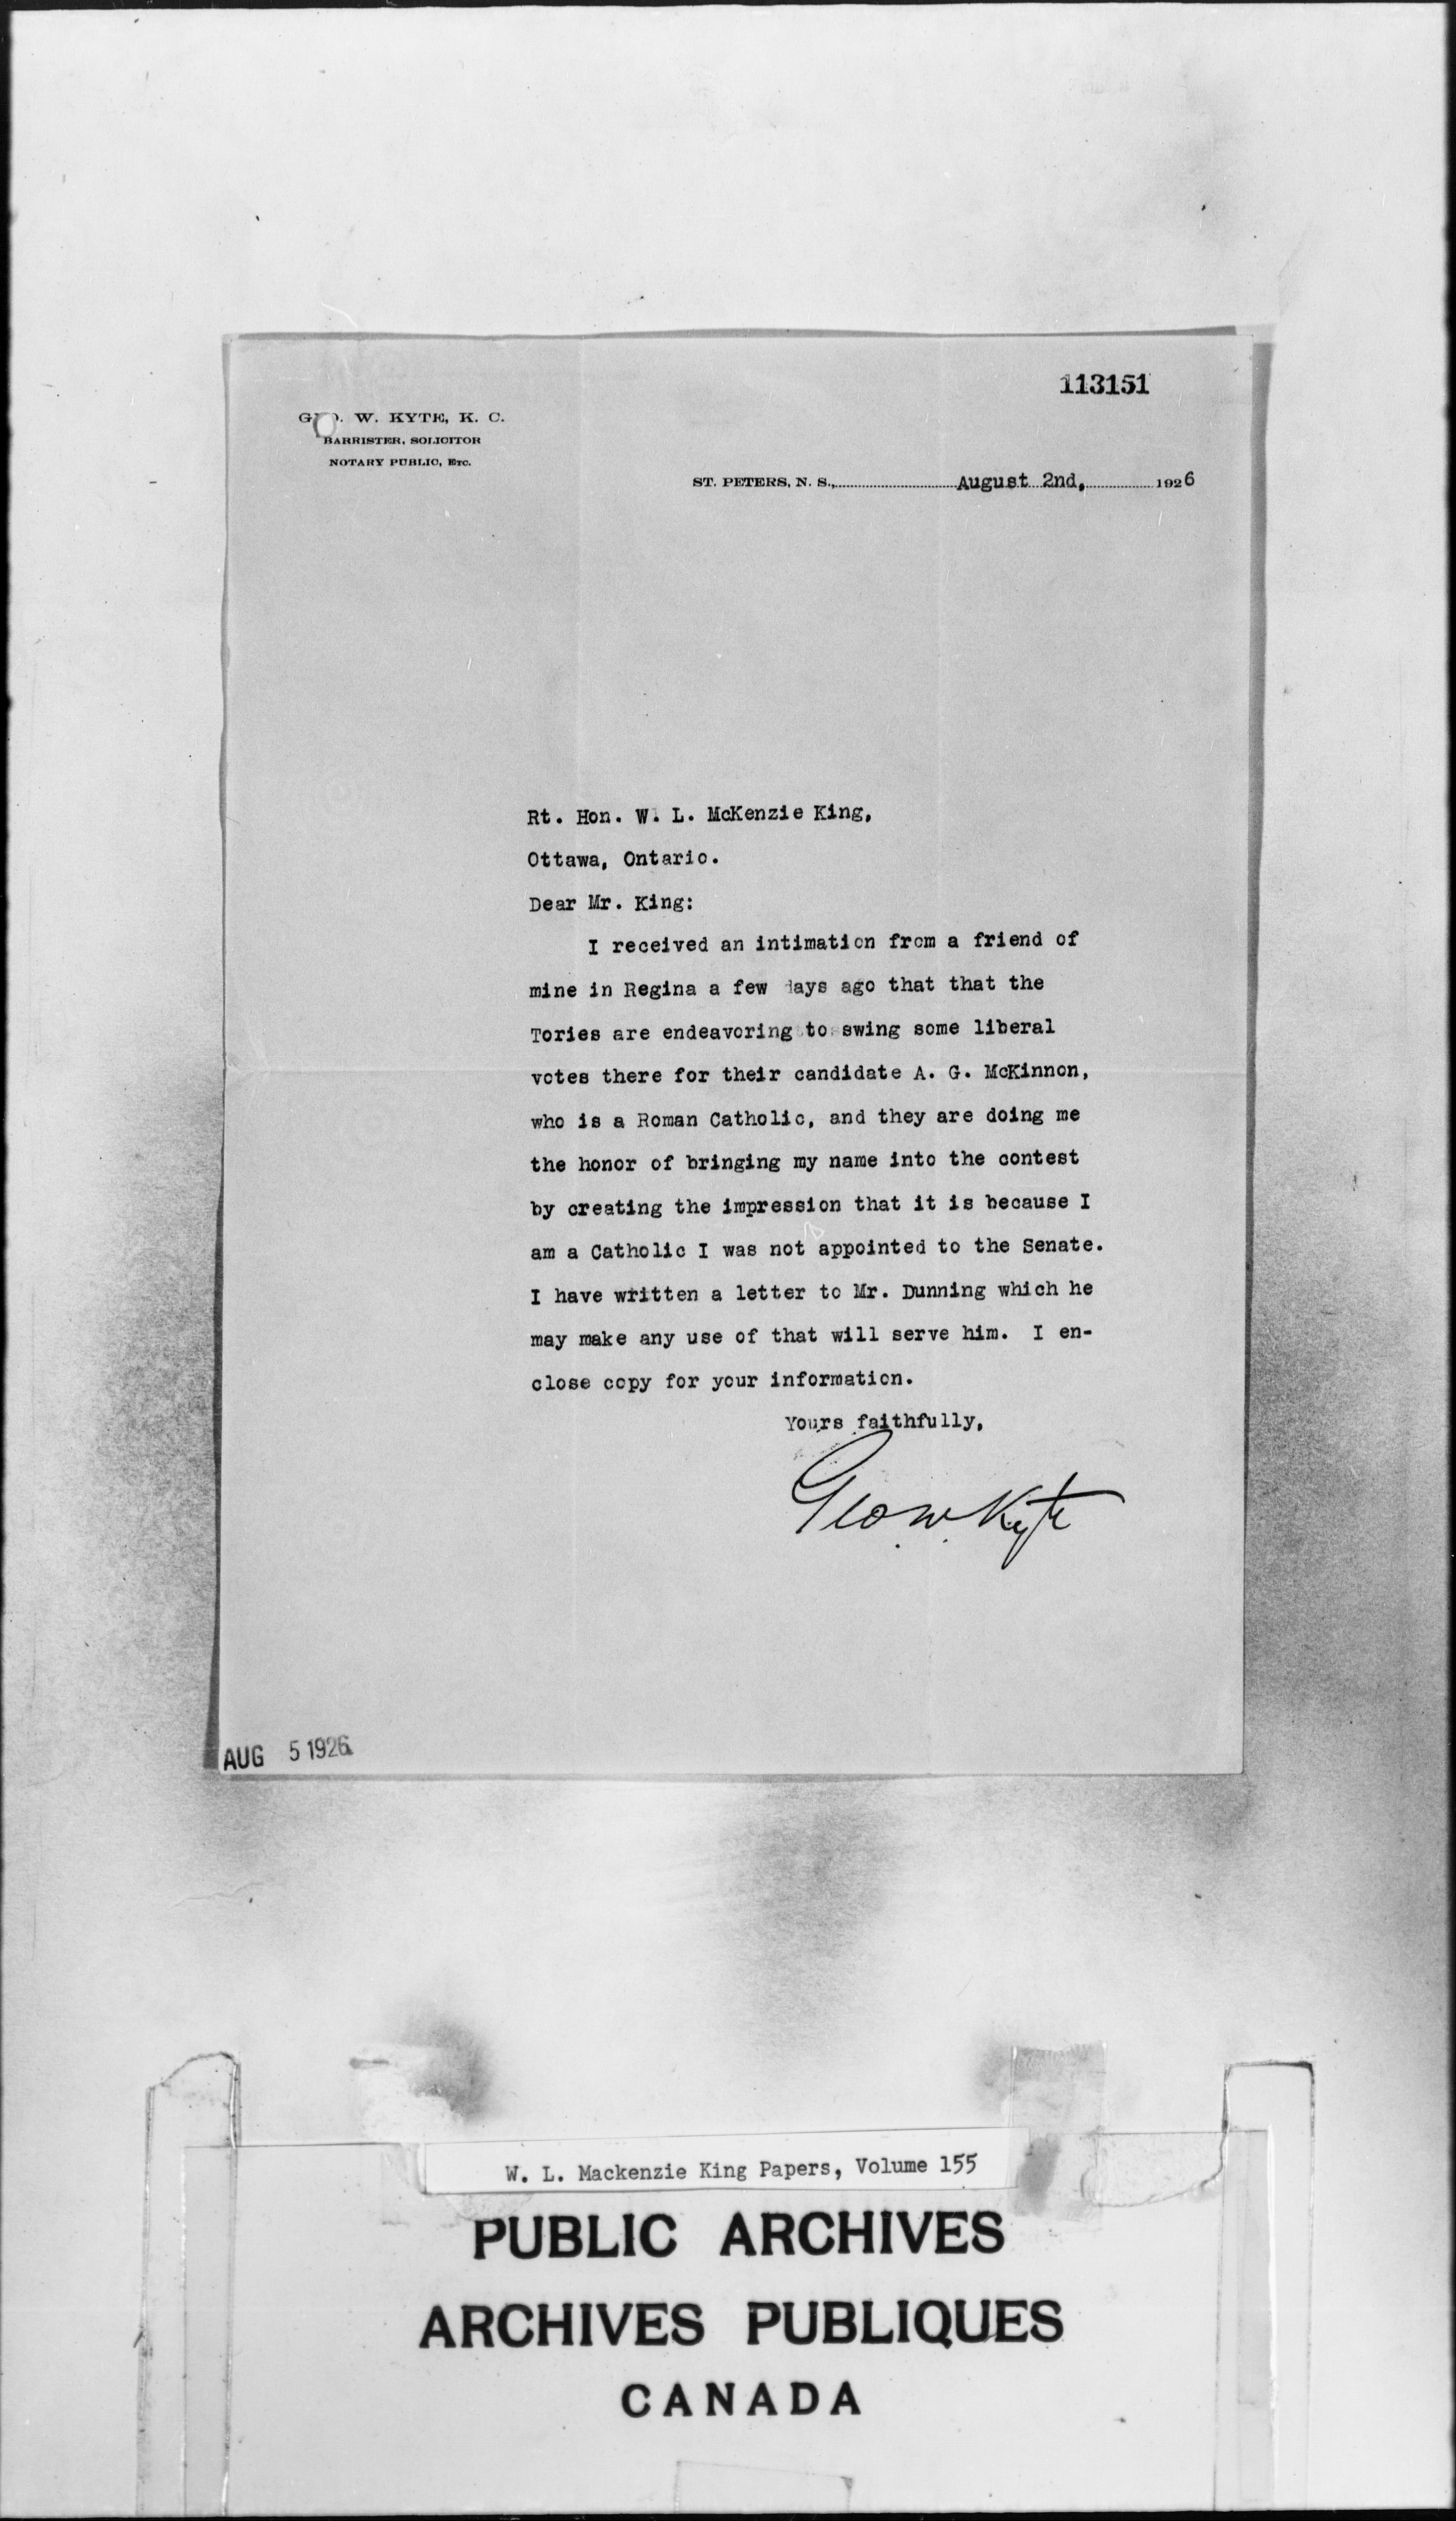 113151
GEO. W. KYTE, K. C.
BARRISTER, SOLICITOR
NOTARY PUBLIC, ETC.
ST. PETERS, N. S., August 2nd, 1926
Rt. Hon. W. L. McKenzie King,
Ottawa, Ontario.
Dear Mr. King:
I received an intimation from a friend of
mine in Regina a few days ago that that the
Tories are endeavoring to swing some liberal
votes there for their candidate A. G. McKinnon,
who is a Roman Catholic, and they are doing me
the honor of bringing my name into the contest
by creating the impression that it is because I
am a Catholic I was not appointed to the Senate.
I have written a letter to Mr. Dunning which he
may make any use of that will serve him. I en-
close copy for your information.
Yours faithfully,
Geo. W. Kyte
AUG 5 1926
W. L. Mackenzie King Papers, Volume 155
PUBLIC ARCHIVES
ARCHIVES PUBLIQUES
CANADA